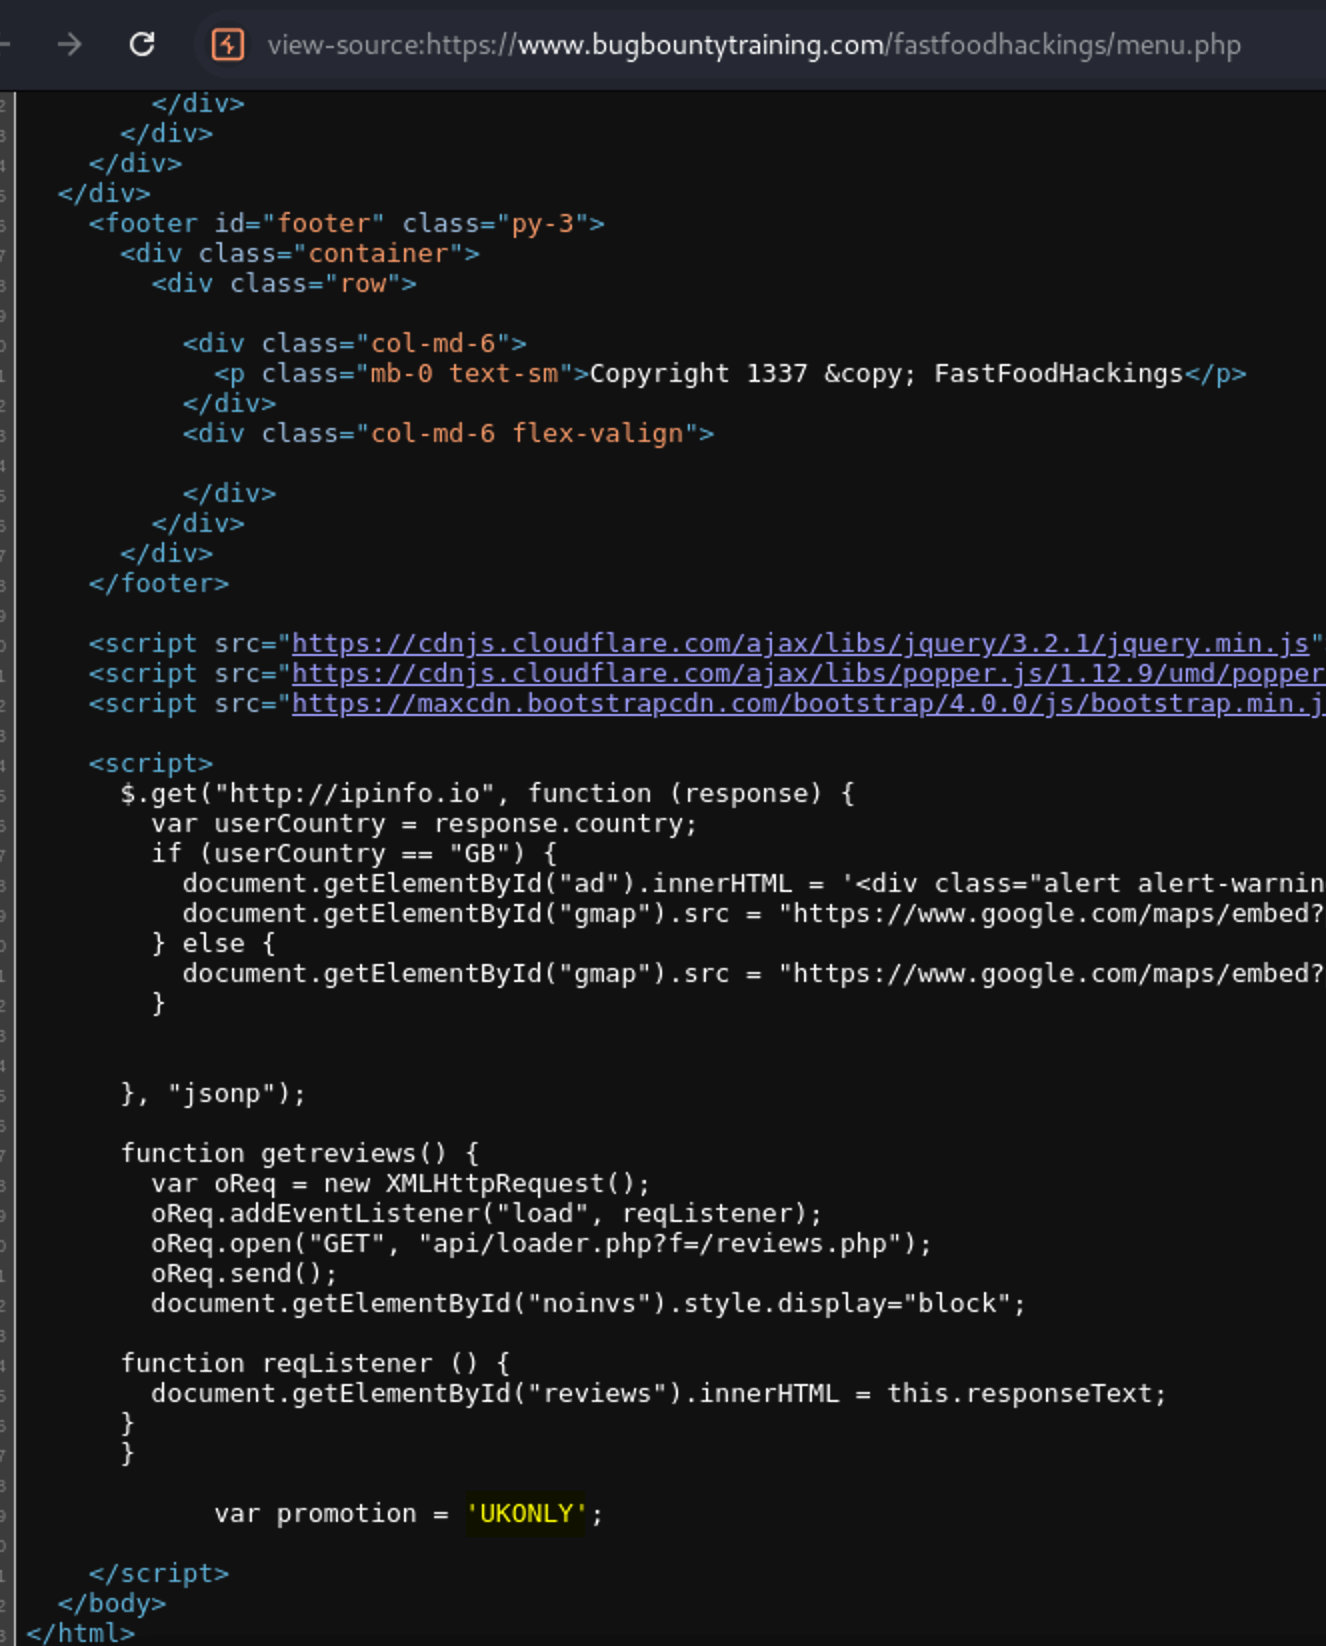 view-source:https://www.bugbountytraining.com/fastfoodhackings/menu.php
</div>
</div>
</div>
</div>
<footer id="footer" class="py-3">
<div class="container">
<div class="row">
<div class="col-md-6">
<p class="mb-0 text-sm">Copyright 1337 &copy; FastFoodHackings</p>
</div>
<div class="col-md-6 flex-valign">
</div>
</div>
</div>
</footer>
<script src="https://cdnjs.cloudflare.com/ajax/libs/jquery/3.2.1/jquery.min.js"
<script src="https://cdnjs.cloudflare.com/ajax/libs/popper.js/1.12.9/umd/popper
<script src="https://maxcdn.bootstrapcdn.com/bootstrap/4.0.0/js/bootstrap.min.j
<script>
$.get("http://ipinfo.io", function (response) {
var userCountry = response.country;
if (userCountry == "GB") {
document.getElementById("ad").innerHTML = '<div class="alert alert-warnin
document.getElementById("gmap").src = "https://www.google.com/maps/embed?
} else {
document.getElementById("gmap").src = "https://www.google.com/maps/embed?
}
}, "jsonp");
function getreviews() {
var oReq = new XMLHttpRequest();
oReq.addEventListener("load", reqListener);
oReq.open("GET", "api/loader.php?f=/reviews.php");
oReq.send();
document.getElementById("noinvs").style.display="block";
function reqListener () {
document.getElementById("reviews").innerHTML = this.responseText;
}
}
var promotion = 'UKONLY';
</script>
</body>
</html>